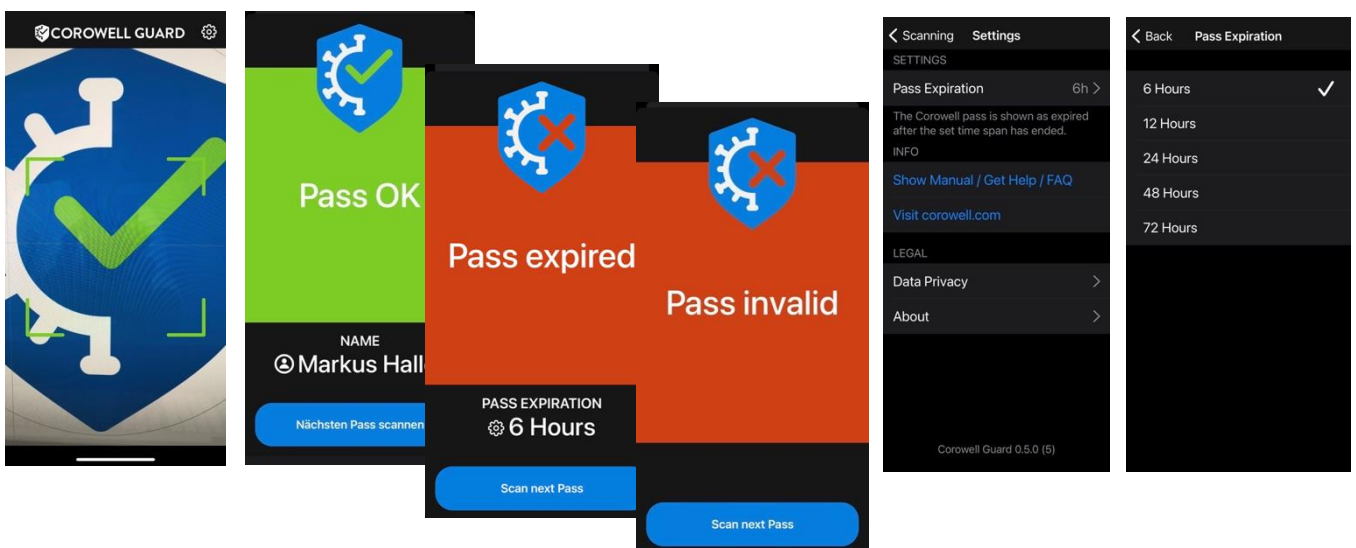 COROWELL GUARD
Pass OK
NAME
Markus Hall
Nächsten Pass scannen
Pass expired
PASS EXPIRATION
6 Hours
Scan next Pass
Pass invalid
Scan next Pass
Scanning Settings
SETTINGS
Pass Expiration 6h
The Corowell pass is shown as expired
after the set time span has ended.
INFO
Show Manual / Get Help / FAQ
Visit corowell.com
LEGAL
Data Privacy
About
Corowell Guard 0.5.0 (5)
Back Pass Expiration
6 Hours
12 Hours
24 Hours
48 Hours
72 Hours